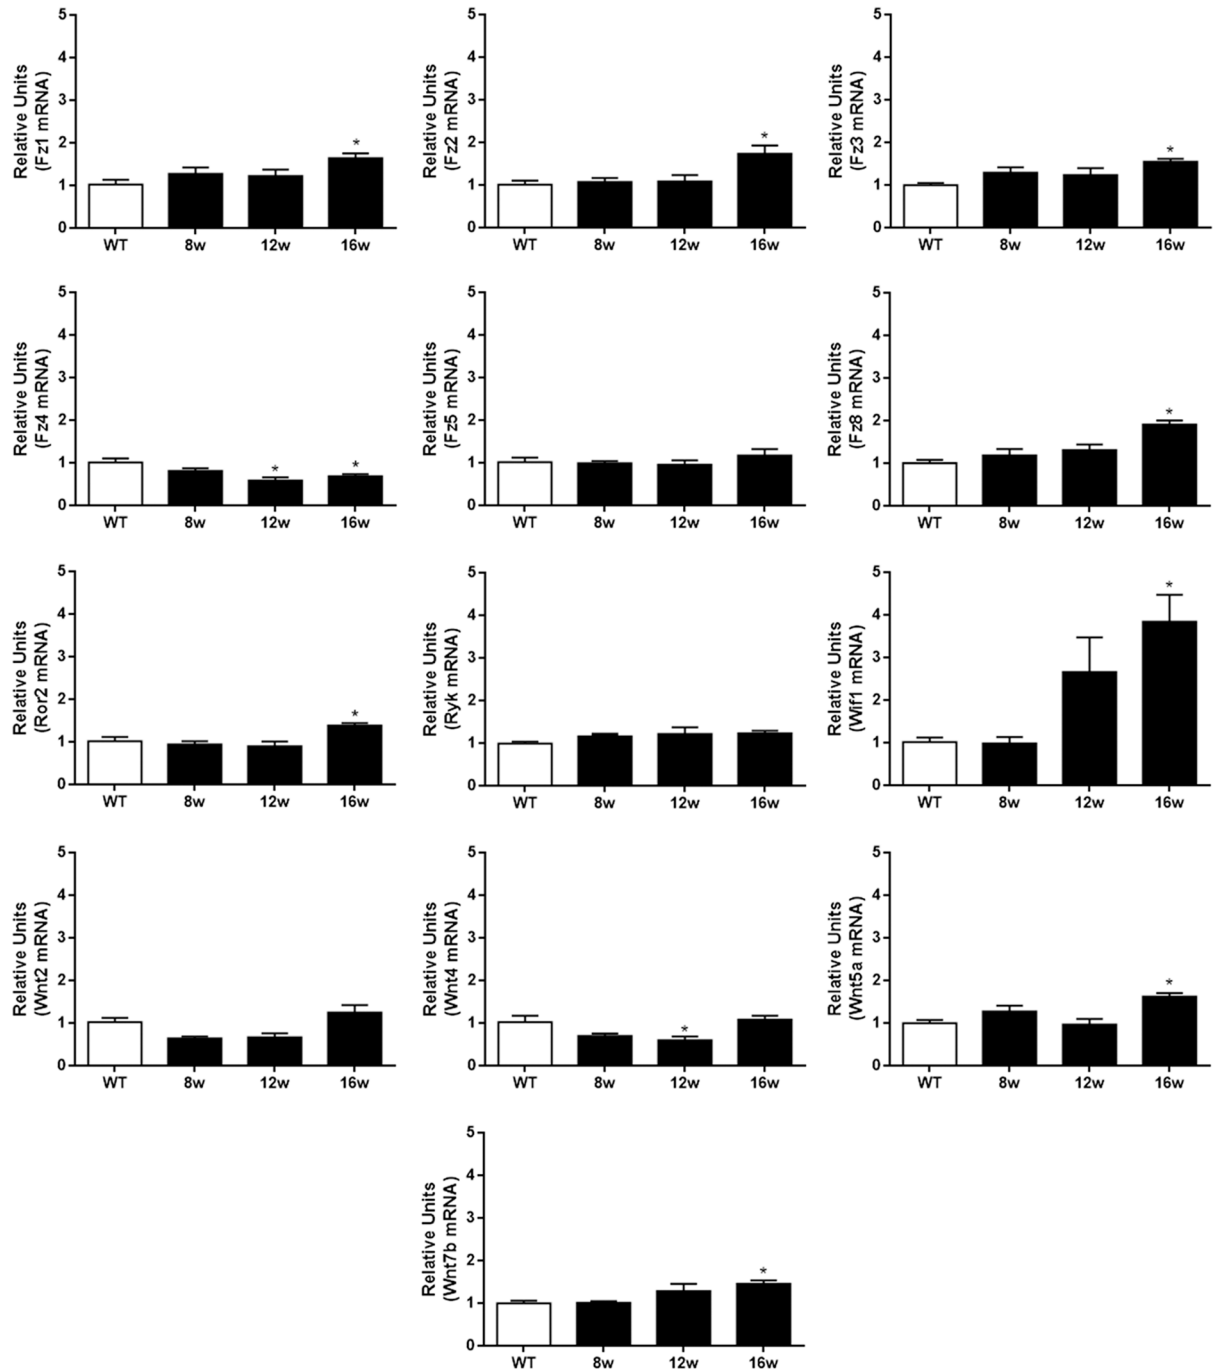 Relative Units
(Fz1 mRNA)
5
4
3
2
1
0
*
WT 8w 12w 16w
Relative Units
(Fz2 mRNA)
5
4
3
2
1
0
*
WT 8w 12w 16w
Relative Units
(Fz3 mRNA)
5
4
3
2
1
0
*
WT 8w 12w 16w
Relative Units
(Fz4 mRNA)
5
4
3
2
1
0
* *
WT 8w 12w 16w
Relative Units
(Fz5 mRNA)
5
4
3
2
1
0
WT 8w 12w 16w
Relative Units
(Fz8 mRNA)
5
4
3
2
1
0
*
WT 8w 12w 16w
Relative Units
(Ror2 mRNA)
5
4
3
2
1
0
*
WT 8w 12w 16w
Relative Units
(Ryk mRNA)
5
4
3
2
1
0
WT 8w 12w 16w
Relative Units
(Wif1 mRNA)
5
4
3
2
1
0
*
WT 8w 12w 16w
Relative Units
(Wnt2 mRNA)
5
4
3
2
1
0
WT 8w 12w 16w
Relative Units
(Wnt4 mRNA)
5
4
3
2
1
0
*
WT 8w 12w 16w
Relative Units
(Wnt5a mRNA)
5
4
3
2
1
0
*
WT 8w 12w 16w
Relative Units
(Wnt7b mRNA)
5
4
3
2
1
0
*
WT 8w 12w 16w